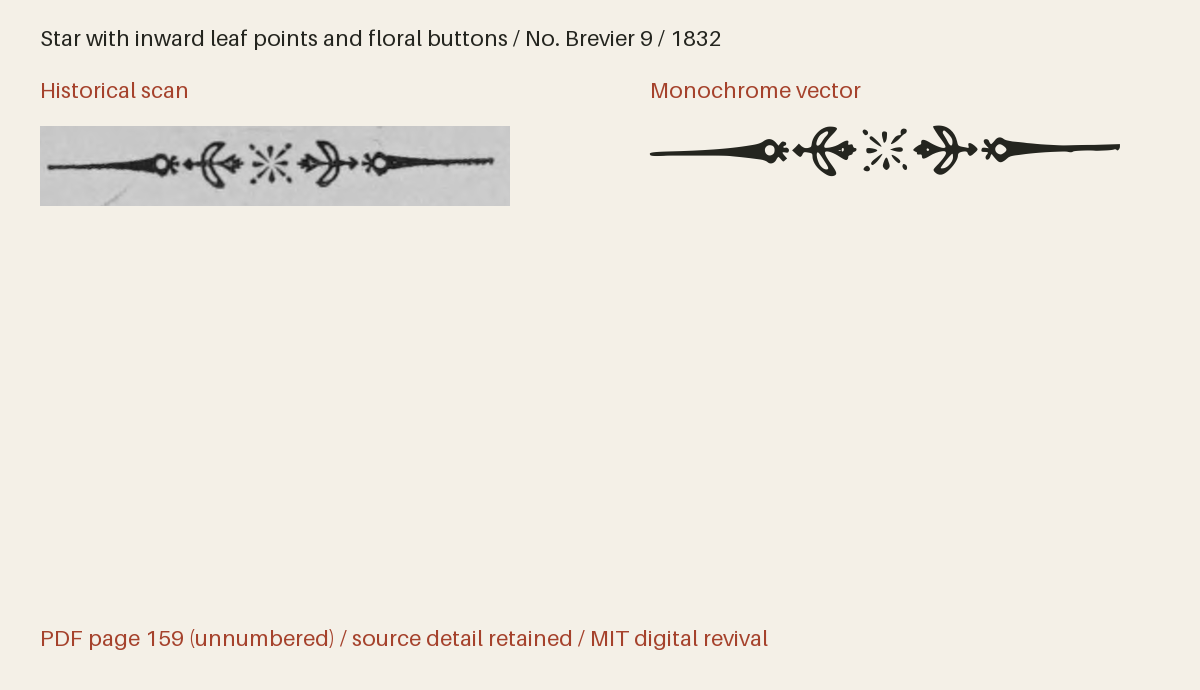 Star with inward leaf points and floral buttons / No. Brevier 9 / 1832
Historical scan
Monochrome vector
PDF page 159 (unnumbered) / source detail retained / MIT digital revival